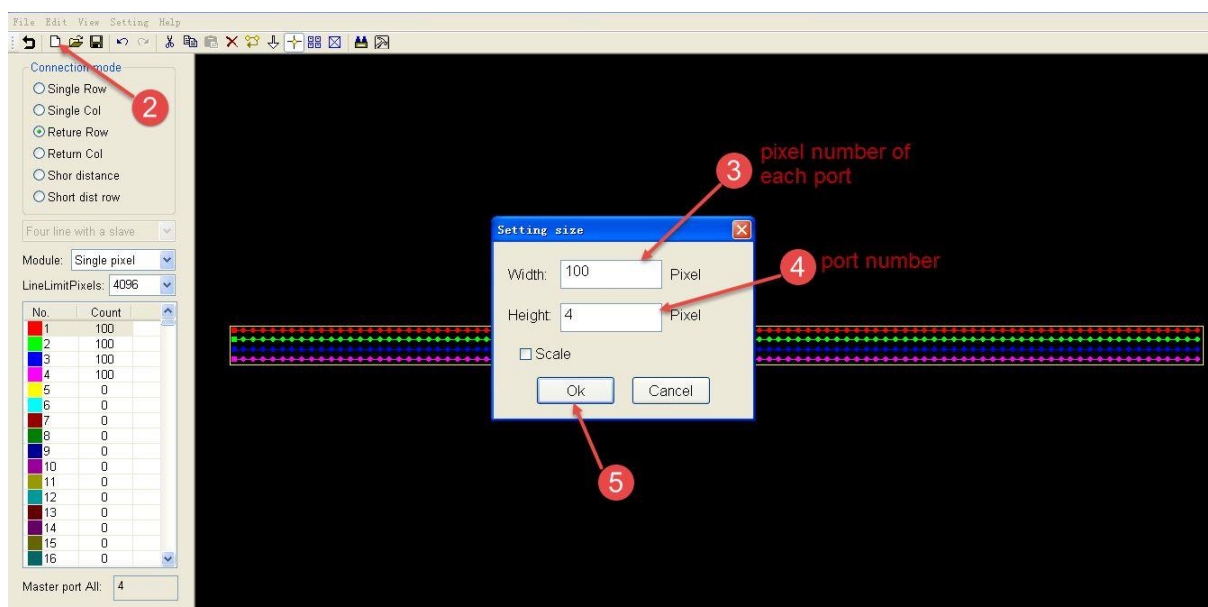 File Edit View Setting Help
Connection mode
Single Row
2
Single Col
Reture Row
Return Col
Shor distance
Short dist row
Four line with a slave
Module: Single pixel
LineLimitPixels: 4096
No. Count
1 100
2 100
3 100
4 100
5 0
6 0
7 0
8 0
9 0
10 0
11 0
12 0
13 0
14 0
15 0
16 0
Master port All: 4
3 pixel number of
each port
Setting size
Width: 100 Pixel
4 port number
Height: 4 Pixel
Scale
Ok Cancel
5